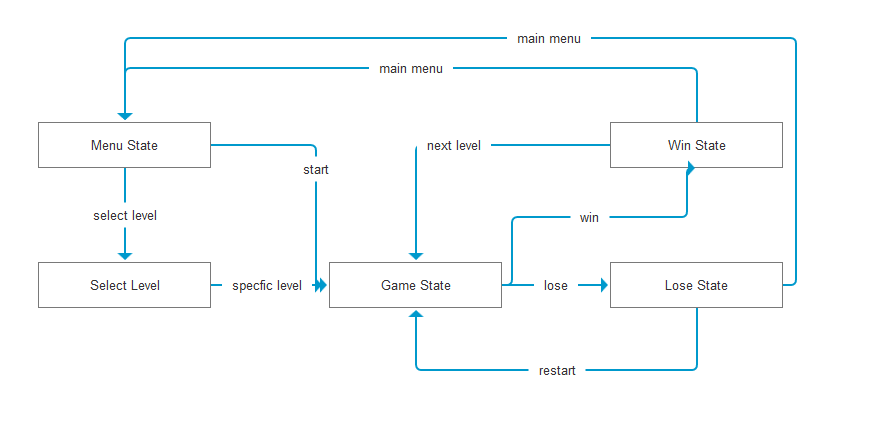 main menu
main menu
Menu State
next level
Win State
start
select level
win
Select Level
specfic level
Game State
lose
Lose State
restart